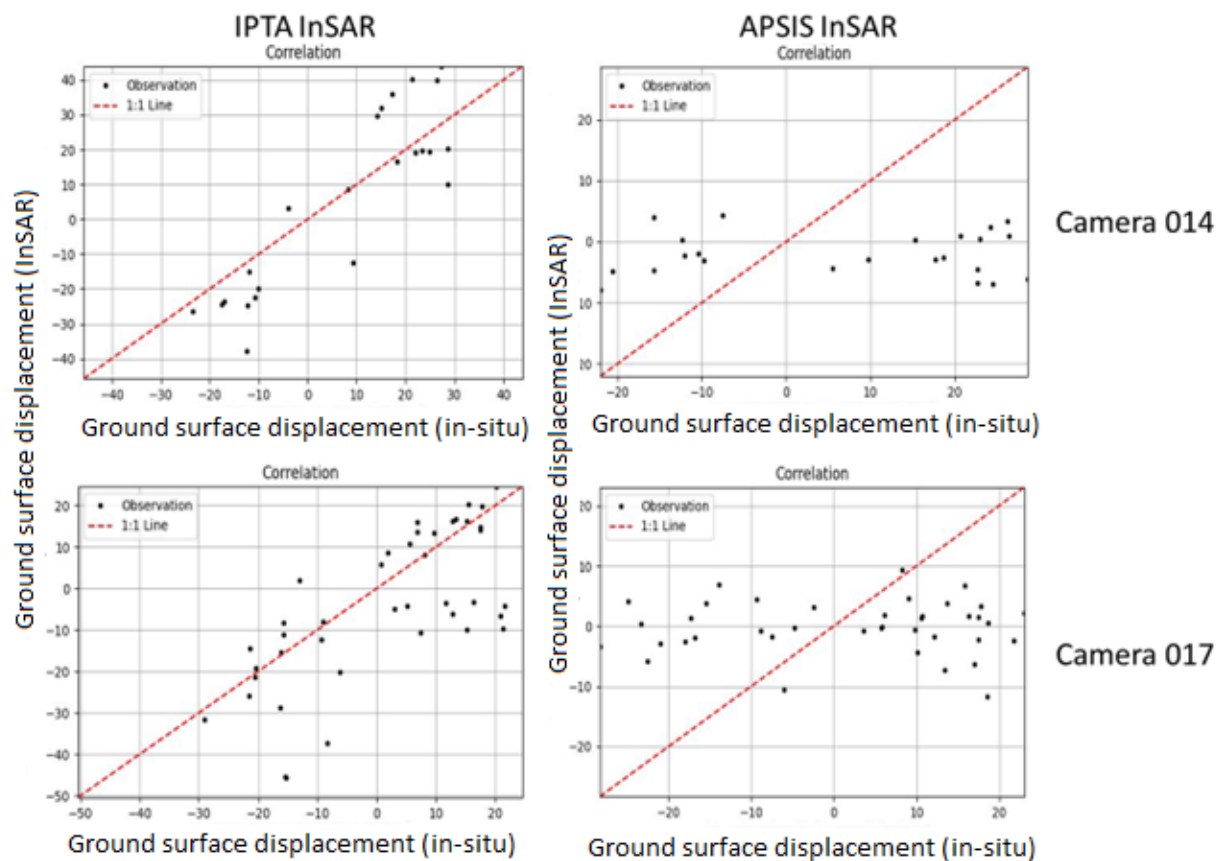 IPTA InSAR
APSIS InSAR
Correlation
Correlation
Observation
1:1 Line
40
30
20
10
0
−10
−20
−30
−40
−40
−30
−20
−10
0
10
20
30
40
Ground surface displacement (in-situ)
Observation
1:1 Line
20
10
0
10
20
−20
−10
0
10
20
Ground surface displacement (in-situ)
Camera 014
Ground surface displacement (InSAR)
Ground surface displacement (InSAR)
Correlation
Observation
1:1 Line
20
10
0
−10
−20
−30
−40
−50
−50
−40
−30
−20
−10
0
10
20
Ground surface displacement (in-situ)
Correlation
Observation
1:1 Line
20
10
0
−10
−20
−20
−10
0
10
20
Ground surface displacement (in-situ)
Camera 017